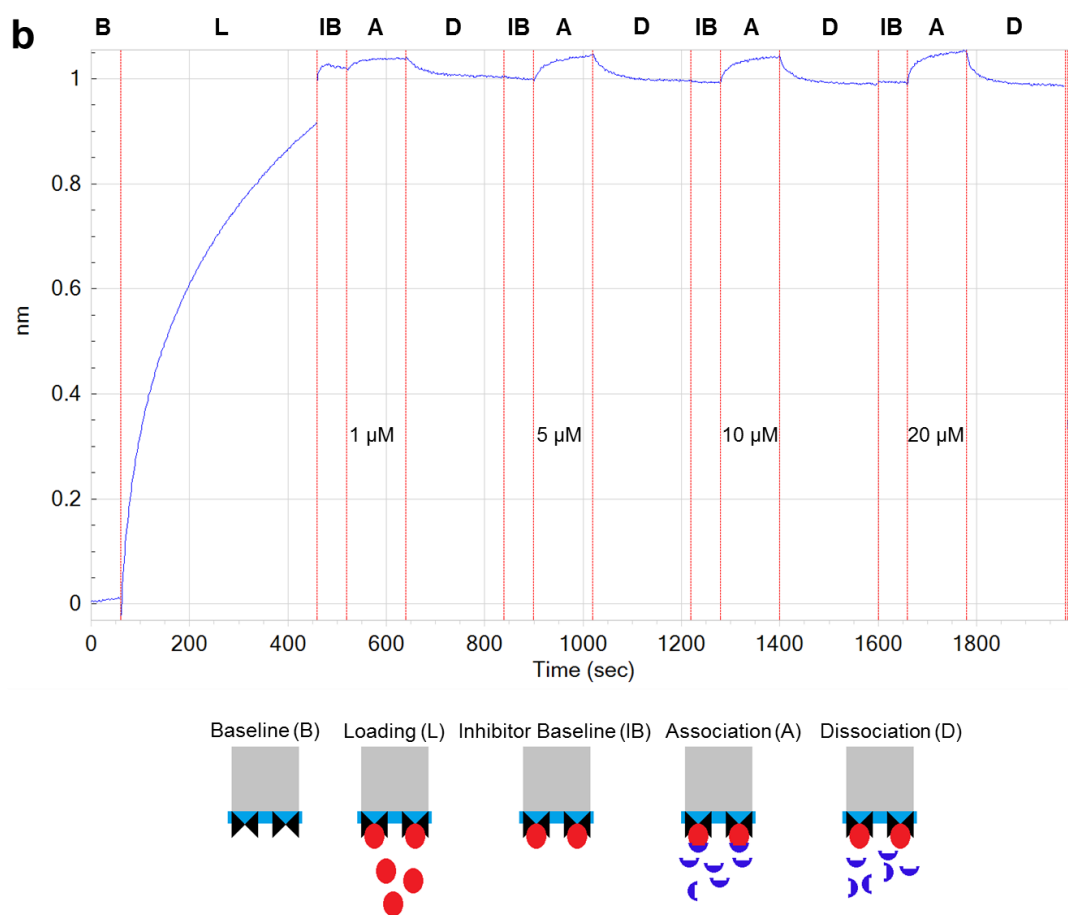 b
B L IB A D IB A D IB A D IB A D
1
0.8
0.6
0.4
0.2
0
nm
1 µM 5 µM 10 µM 20 µM
0 200 400 600 800 1000 1200 1400 1600 1800
Time (sec)
Baseline (B) Loading (L) Inhibitor Baseline (IB) Association (A) Dissociation (D)